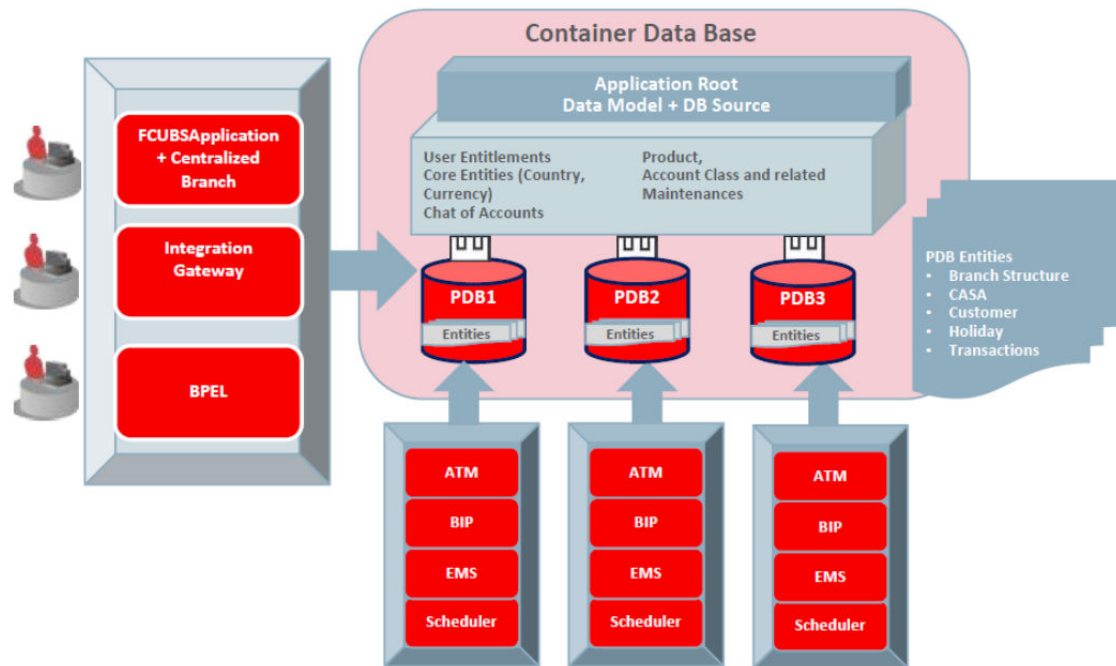 Container Data Base
Application Root
Data Model + DB Source
FCUBSApplication
+ Centralized
Branch
Integration
Gateway
BPEL
User Entitlements
Core Entities (Country,
Currency)
Chat of Accounts
Product,
Account Class and related
Maintenances
PDB1
Entities
PDB2
Entities
PDB3
Entities
PDB Entities
• Branch Structure
• CASA
• Customer
• Holiday
• Transactions
ATM
BIP
EMS
Scheduler
ATM
BIP
EMS
Scheduler
ATM
BIP
EMS
Scheduler